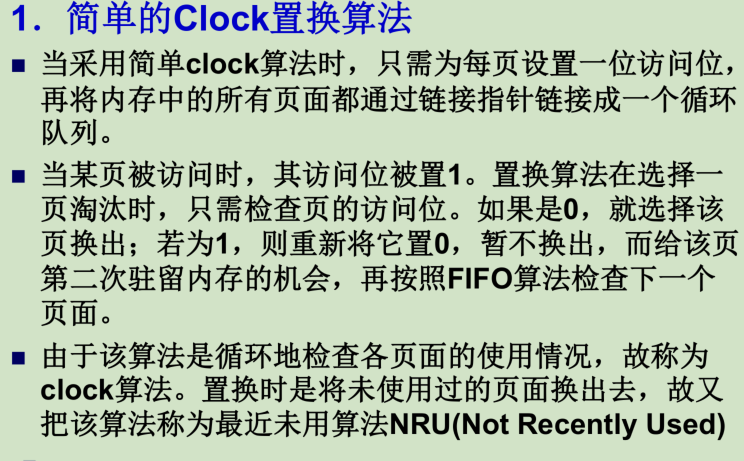 1．简单的Clock置换算法
■ 当采用简单clock算法时，只需为每页设置一位访问位，
再将内存中的所有页面都通过链接指针链接成一个循环
队列。
■ 当某页被访问时，其访问位被置1。置换算法在选择一
页淘汰时，只需检查页的访问位。如果是0，就选择该
页换出；若为1，则重新将它置0，暂不换出，而给该页
第二次驻留内存的机会，再按照FIFO算法检查下一个
页面。
■ 由于该算法是循环地检查各页面的使用情况，故称为
clock算法。置换时是将未使用过的页面换出去，故又
把该算法称为最近未用算法NRU(Not Recently Used)